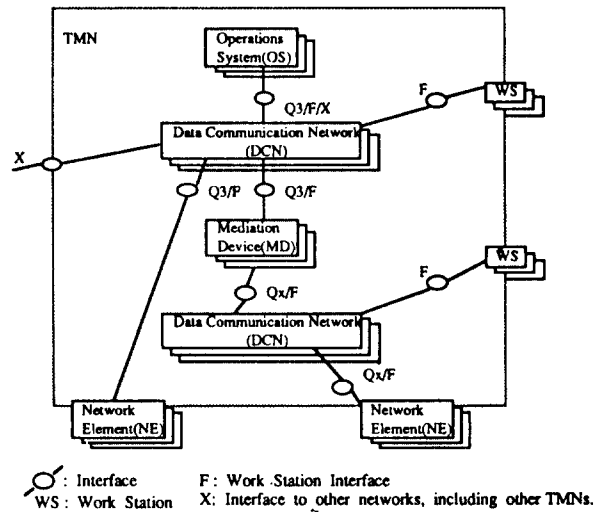 TMN
Operations
System(OS)
Q3/F/X
F
WS
Data Communication Network
(DCN)
X
Q3/F
Q3/F
Mediation
Device(MD)
F
WS
Qx/F
Data Communication Network
(DCN)
Qx/F
Network
Element(NE)
Network
Element(NE)
: Interface
F : Work Station Interface
WS : Work Station
X: Interface to other networks, including other TMNs.